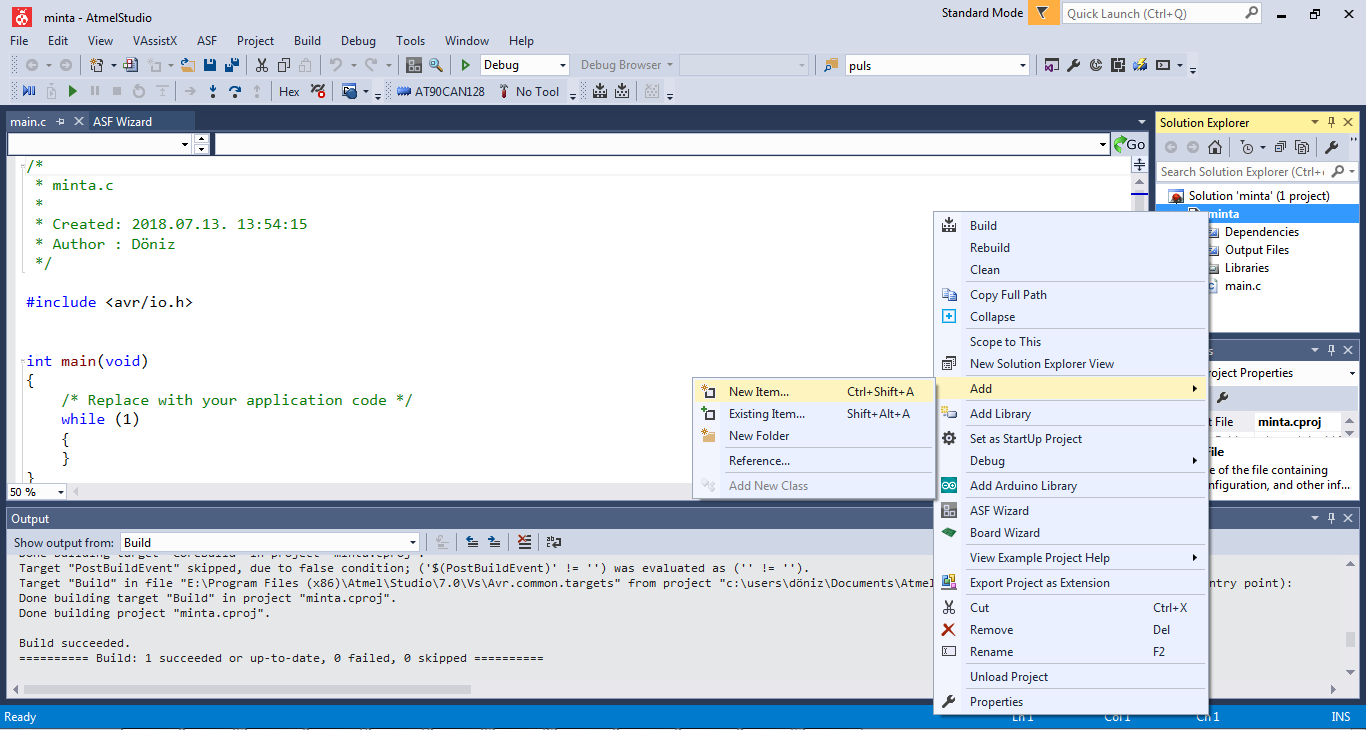 minta - AtmelStudio
Standard Mode
Quick Launch (Ctrl+Q)
File Edit View VAssistX ASF Project Build Debug Tools Window Help
Debug Debug Browser puls
Hex AT90CAN128 No Tool
main.c ASF Wizard
Go
/*
* minta.c
*
* Created: 2018.07.13. 13:54:15
* Author : Döniz
*/
#include <avr/io.h>
int main(void)
{
/* Replace with your application code */
while (1)
{
}
}
50 %
Solution Explorer
Search Solution Explorer (Ctrl+
Solution 'minta' (1 project)
minta
Dependencies
Output Files
Libraries
main.c
Build
Rebuild
Clean
Copy Full Path
Collapse
Scope to This
New Solution Explorer View
Add
Add Library
Set as StartUp Project
Debug
Add Arduino Library
ASF Wizard
Board Wizard
View Example Project Help
Export Project as Extension
Cut Ctrl+X
Remove Del
Rename F2
Unload Project
Properties
New Item... Ctrl+Shift+A
Existing Item... Shift+Alt+A
New Folder
Reference...
Add New Class
Properties
File minta.cproj
File
e of the file containing
nfiguration, and other inf...
Output
Show output from: Build
Done building target "CoreBuild" in project "minta.cproj".
Target "PostBuildEvent" skipped, due to false condition; ('$(PostBuildEvent)' != '') was evaluated as ('' != '').
Target "Build" in file "E:\Program Files (x86)\Atmel\Studio\7.0\Vs\Avr.common.targets" from project "c:\users\döniz\Documents\Atmel ntry point):
Done building target "Build" in project "minta.cproj".
Done building project "minta.cproj".
Build succeeded.
========== Build: 1 succeeded or up-to-date, 0 failed, 0 skipped ==========
Ready Ln 1 Col 1 Ch 1 INS